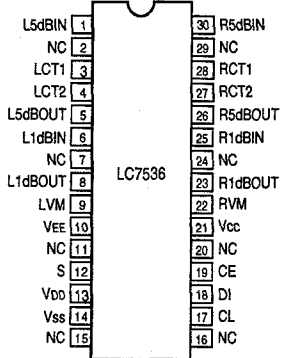 L5dBIN 1 30 R5dBIN
NC 2 29 NC
LCT1 3 28 RCT1
LCT2 4 27 RCT2
L5dBOUT 5 26 R5dBOUT
L1dBIN 6 25 R1dBIN
NC 7 24 NC
LC7536
L1dBOUT 8 23 R1dBOUT
LVM 9 22 RVM
VEE 10 21 Vcc
NC 11 20 NC
S 12 19 CE
VDD 13 18 DI
Vss 14 17 CL
NC 15 16 NC